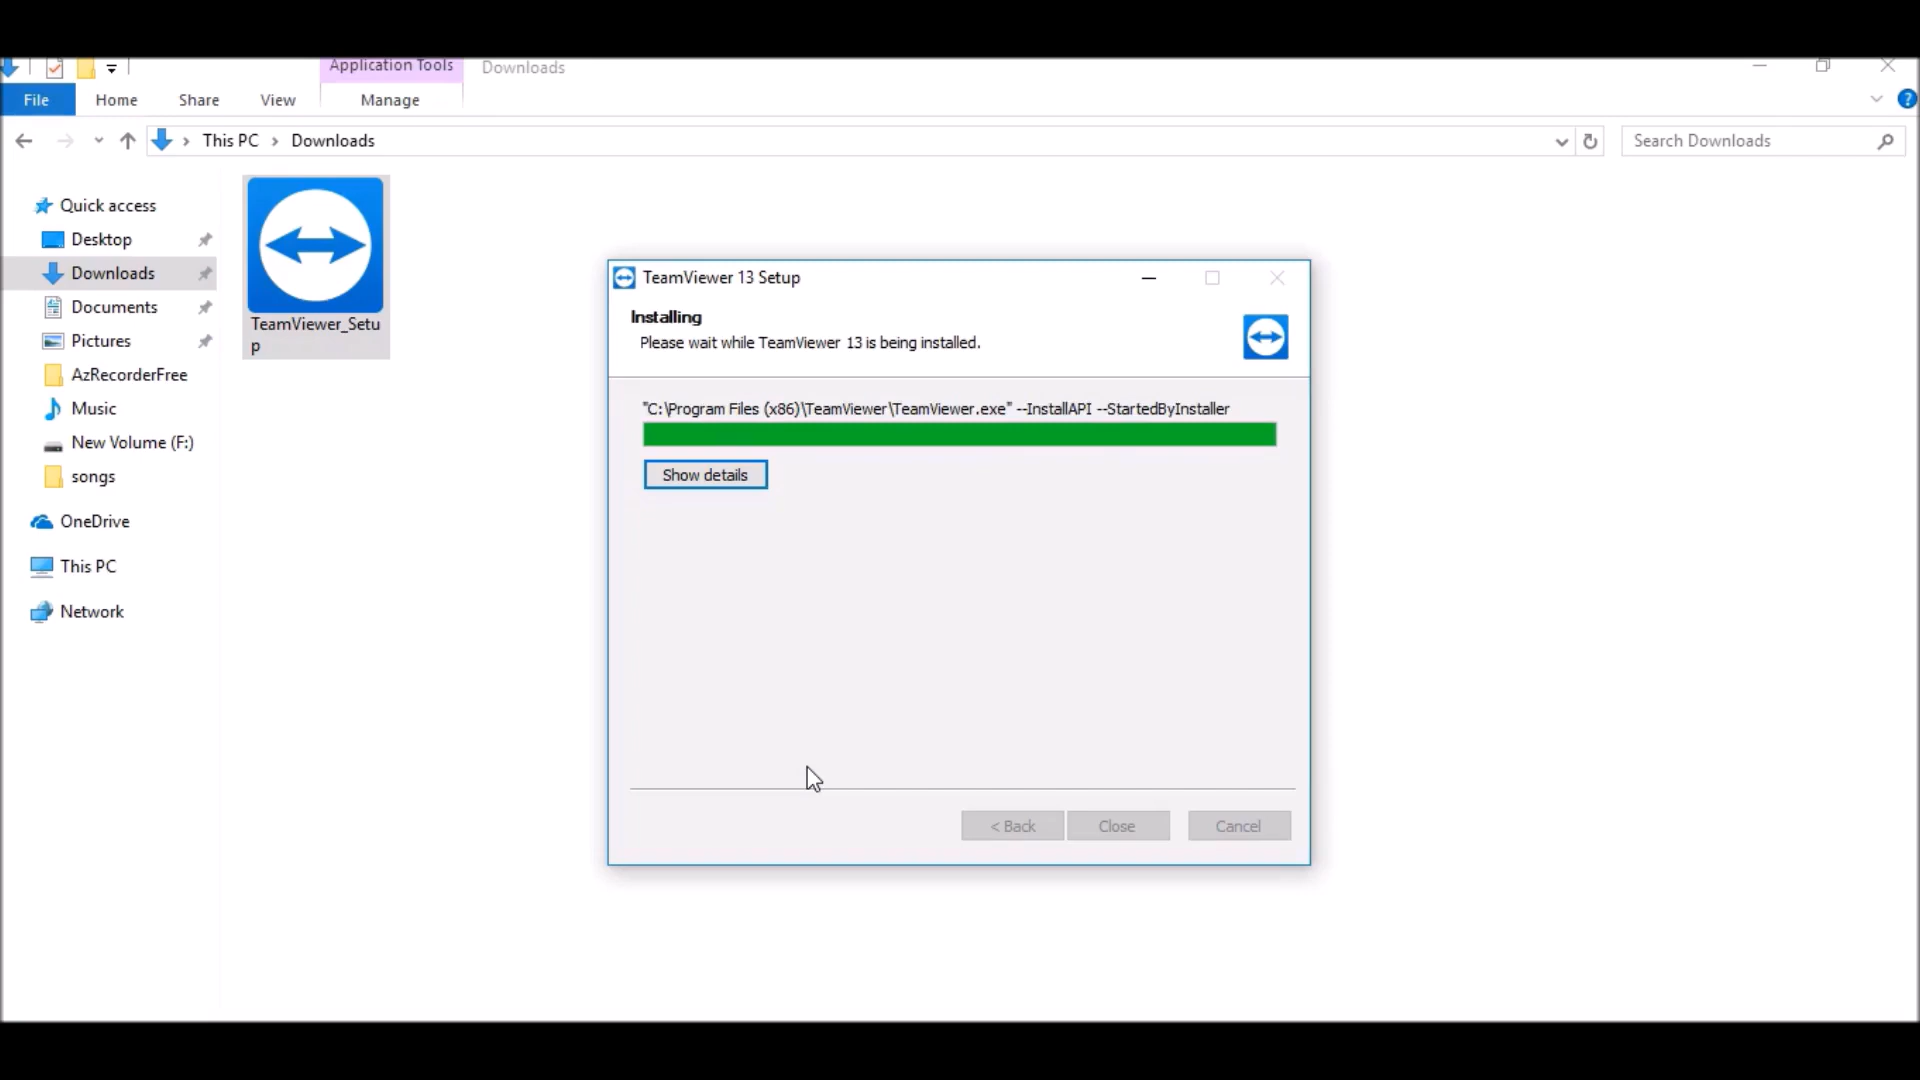 Application Tools
Downloads
File
Home
Share
View
Manage
?
This PC > Downloads
Search Downloads
Quick access
Desktop
Downloads
Documents
Pictures
AzRecorderFree
Music
New Volume (F:)
songs
OneDrive
This PC
Network
TeamViewer_Setu
p
TeamViewer 13 Setup
Installing
Please wait while TeamViewer 13 is being installed.
"C:\Program Files (x86)\TeamViewer\TeamViewer.exe" --InstallAPI --StartedByInstaller
Show details
< Back
Close
Cancel